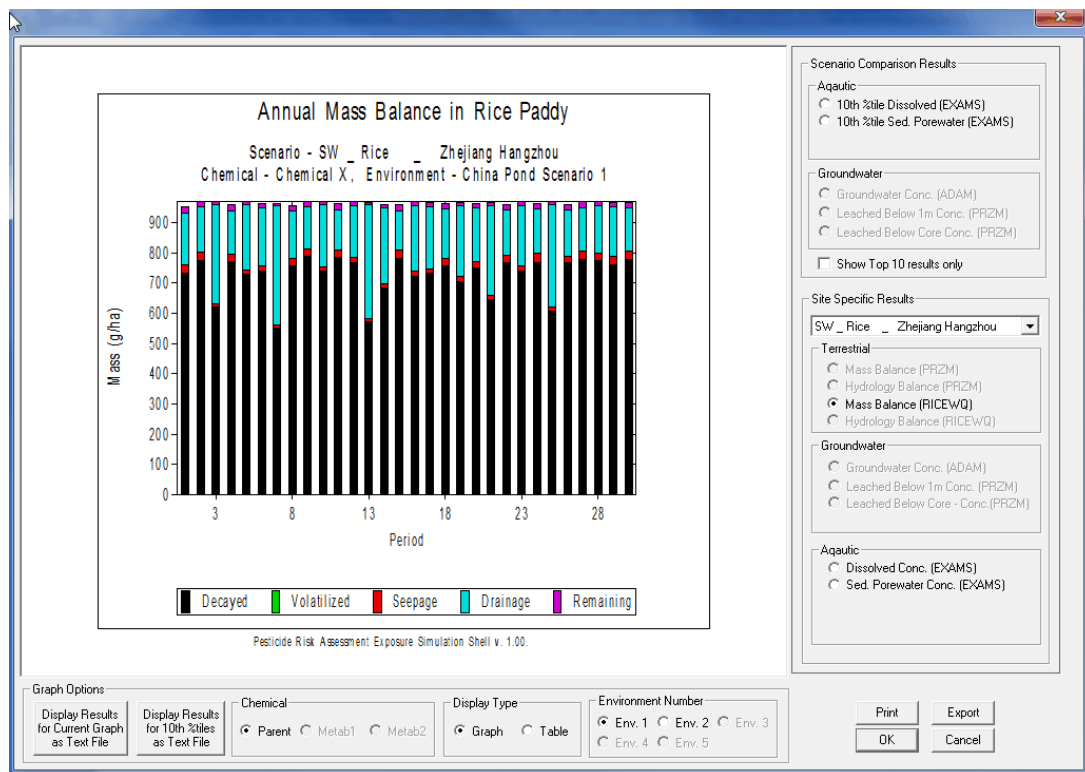 Annual Mass Balance in Rice Paddy
Scenario - SW _ Rice _ Zhejiang Hangzhou
Chemical - Chemical X, Environment - China Pond Scenario 1
Mass (g/ha)
900
800
700
600
500
400
300
200
100
0
3 8 13 18 23 28
Period
Decayed Volatilized Seepage Drainage Remaining
Pesticide Risk Assessment Exposure Simulation Shell v. 1.00.
Scenario Comparison Results
Aqautic
10th %tile Dissolved (EXAMS)
10th %tile Sed. Porewater (EXAMS)
Groundwater
Groundwater Conc. (ADAM)
Leached Below 1m Conc. (PRZM)
Leached Below Core Conc. (PRZM)
Show Top 10 results only
Site Specific Results
SW _ Rice _ Zhejiang Hangzhou
Terrestrial
Mass Balance (PRZM)
Hydrology Balance (PRZM)
Mass Balance (RICEWQ)
Hydrology Balance (RICEWQ)
Groundwater
Groundwater Conc. (ADAM)
Leached Below 1m Conc. (PRZM)
Leached Below Core - Conc.(PRZM)
Aqautic
Dissolved Conc. (EXAMS)
Sed. Porewater Conc. (EXAMS)
Graph Options
Display Results
for Current Graph
as Text File
Display Results
for 10th %tiles
as Text File
Chemical
Parent Metab1 Metab2
Display Type
Graph Table
Environment Number
Env. 1 Env. 2 Env. 3
Env. 4 Env. 5
Print Export
OK Cancel